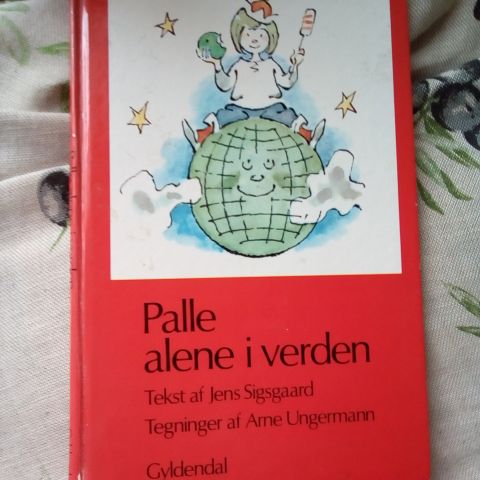 Palle
alene i verden
Tekst af Jens Sigsgaard
Tegninger af Arne Ungermann
Gyldendal